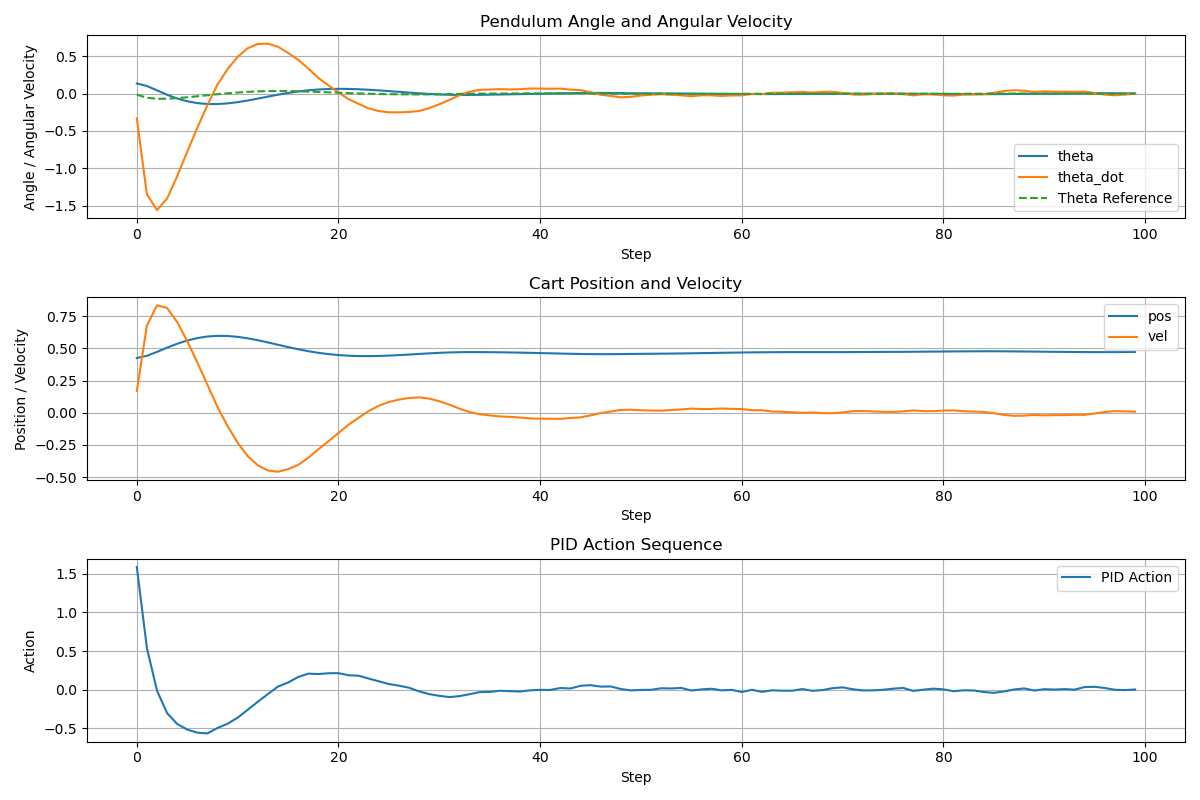 Pendulum Angle and Angular Velocity
Angle / Angular Velocity
0.5
0.0
−0.5
−1.0
−1.5
theta
theta_dot
Theta Reference
0
20
40
60
80
100
Step
Cart Position and Velocity
Position / Velocity
0.75
0.50
0.25
0.00
−0.25
−0.50
pos
vel
0
20
40
60
80
100
Step
PID Action Sequence
Action
1.5
1.0
0.5
0.0
−0.5
PID Action
0
20
40
60
80
100
Step